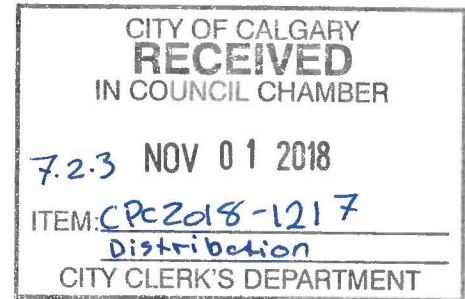 CITY OF CALGARY
RECEIVED
IN COUNCIL CHAMBER
7.2.3 NOV 01 2018
ITEM: CPC2018-1217
Distribution
CITY CLERK'S DEPARTMENT